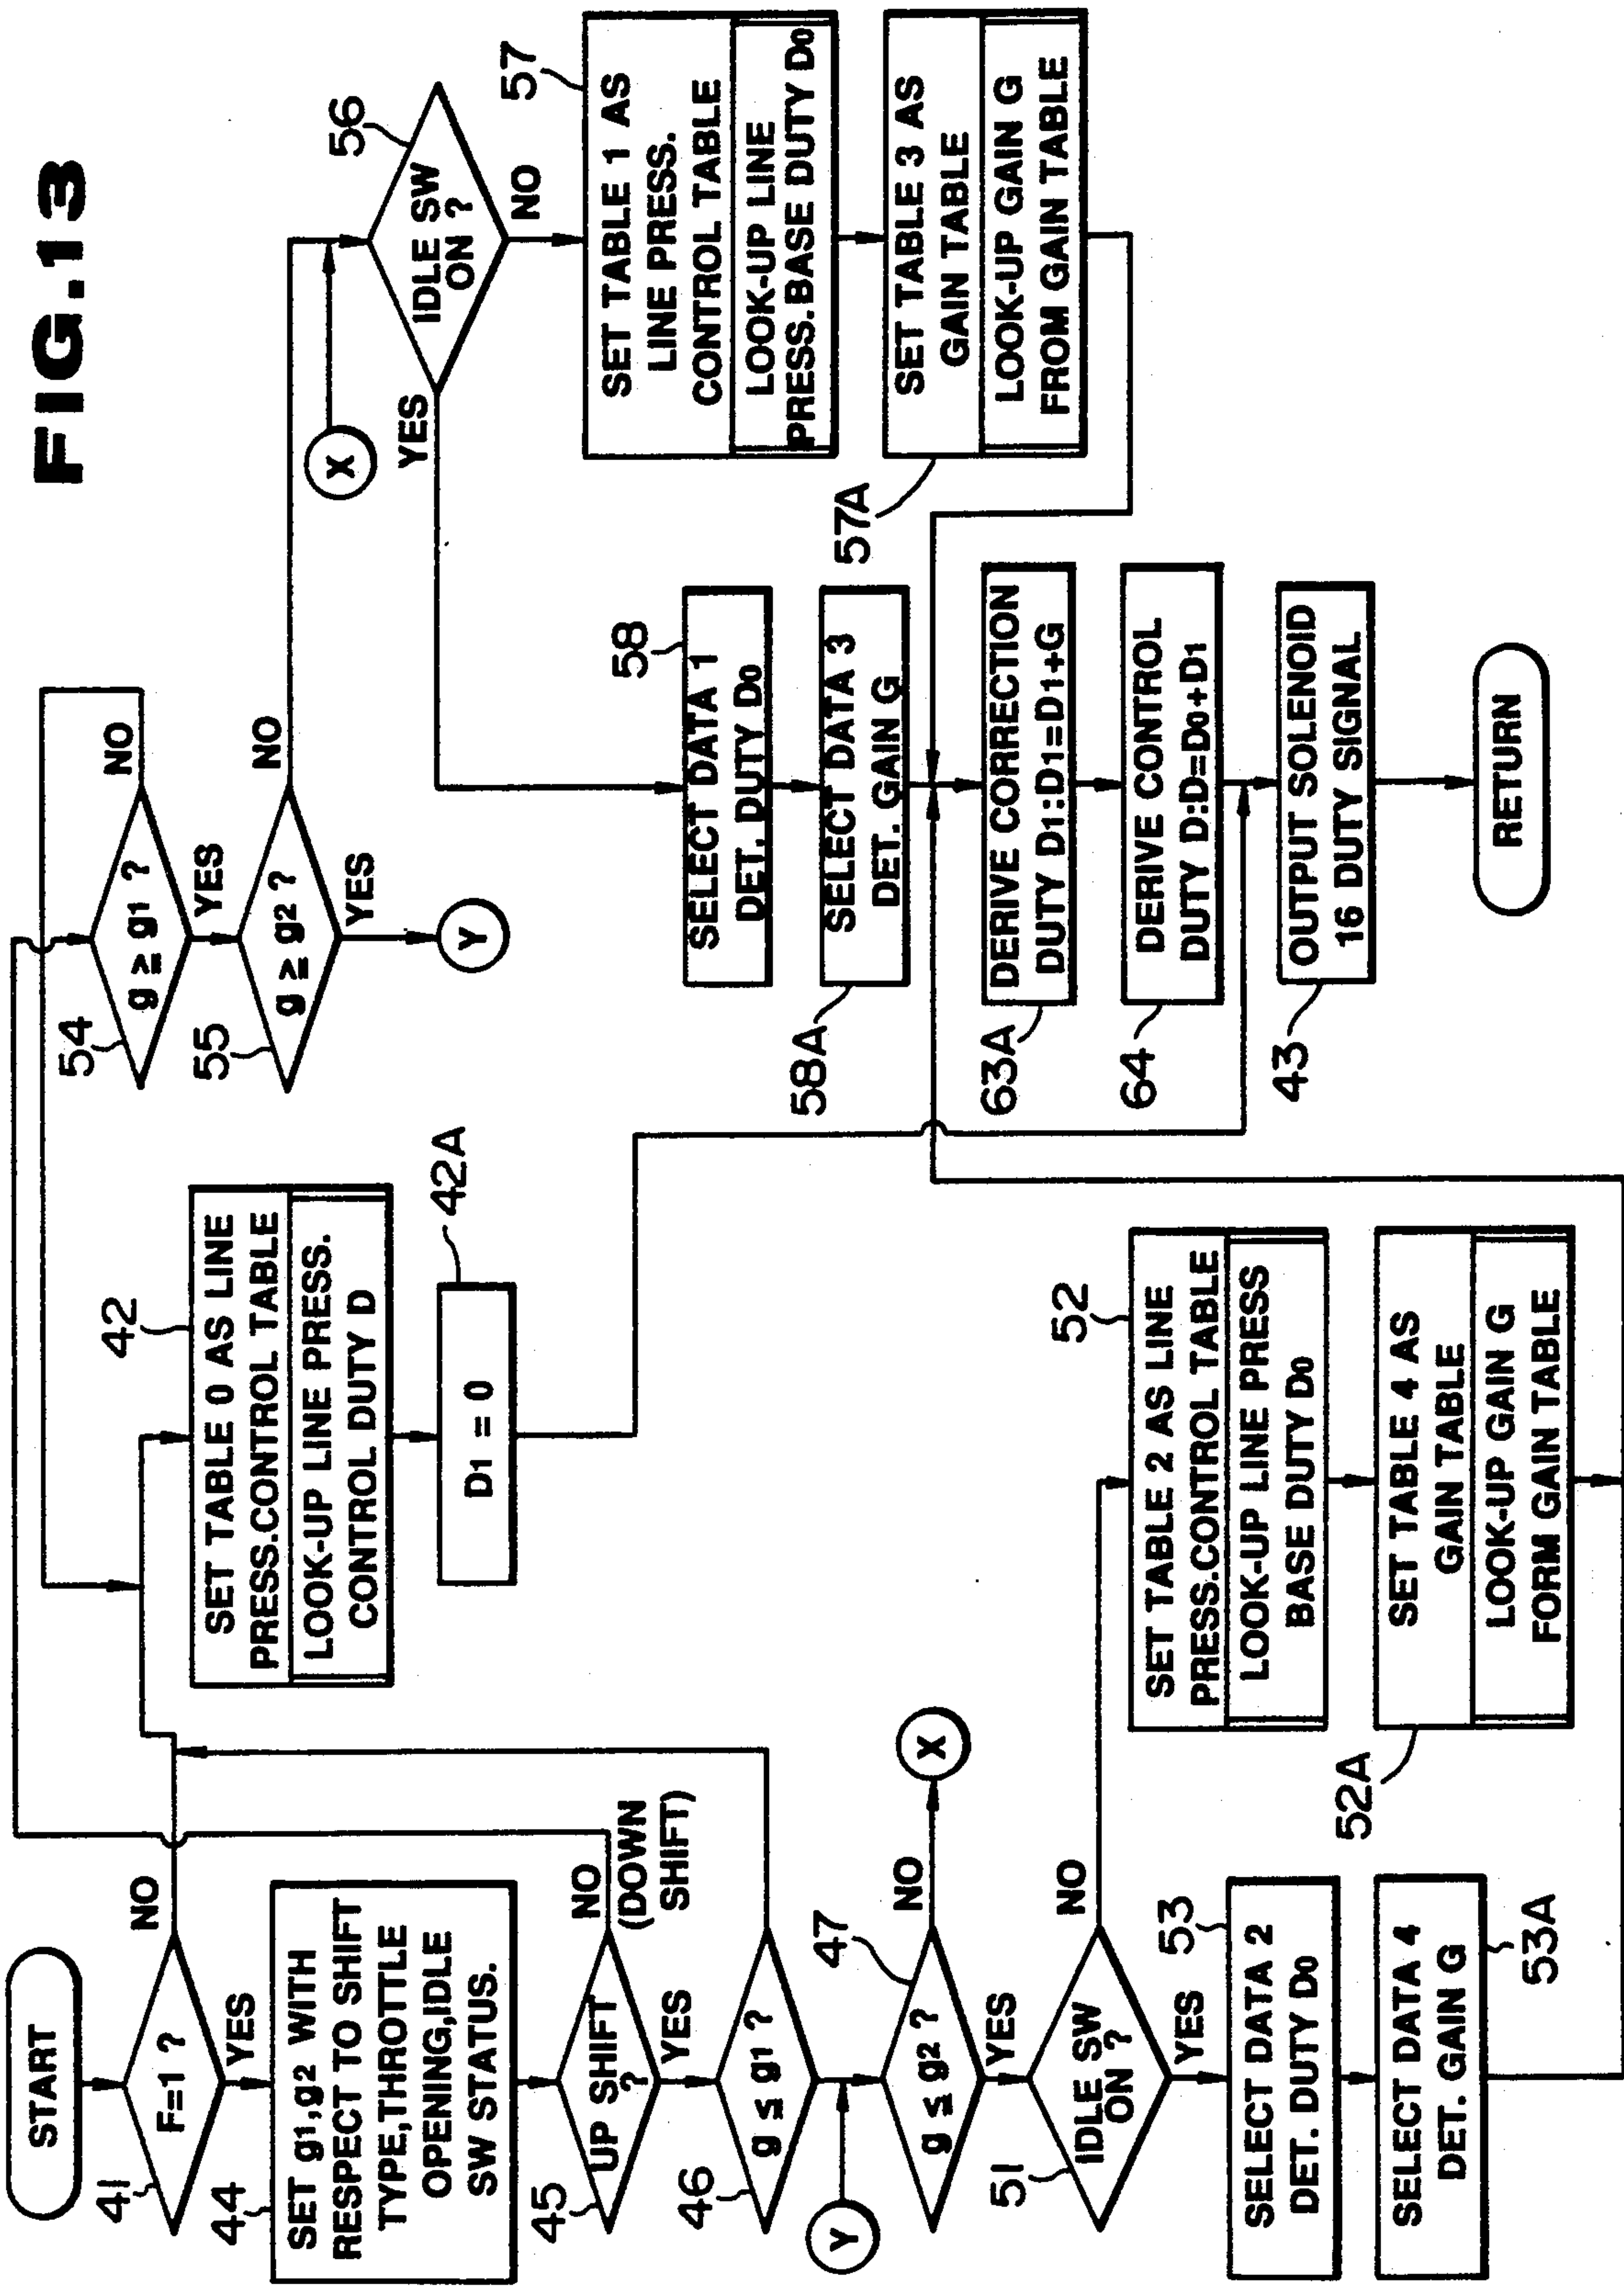 FIG.13
START
41
F=1 ?
NO
YES
44
SET g1,g2 WITH
RESPECT TO SHIFT
TYPE,THROTTLE
OPENING,IDLE
SW STATUS.
45
UP SHIFT
?
NO
(DOWN
SHIFT)
YES
46
g ≤ g1 ?
Y
47
g ≤ g2 ?
NO
X
YES
51
IDLE SW
ON ?
NO
YES
53
SELECT DATA 2
DET. DUTY D0
SELECT DATA 4
DET. GAIN G
53A
42
SET TABLE 0 AS LINE
PRESS.CONTROL TABLE
LOOK-UP LINE PRESS.
CONTROL DUTY D
42A
D1 = 0
52
SET TABLE 2 AS LINE
PRESS.CONTROL TABLE
LOOK-UP LINE PRESS
BASE DUTY D0
52A
SET TABLE 4 AS
GAIN TABLE
LOOK-UP GAIN G
FORM GAIN TABLE
54
g ≥ g1 ?
NO
YES
55
g ≥ g2 ?
NO
YES
Y
X
56
IDLE SW
ON ?
YES
NO
57
SET TABLE 1 AS
LINE PRESS.
CONTROL TABLE
LOOK-UP LINE
PRESS.BASE DUTY D0
57A
SET TABLE 3 AS
GAIN TABLE
LOOK-UP GAIN G
FROM GAIN TABLE
58
SELECT DATA 1
DET. DUTY D0
58A
SELECT DATA 3
DET. GAIN G
63A
DERIVE CORRECTION
DUTY D1:D1=D1+G
64
DERIVE CONTROL
DUTY D:D=D0+D1
43
OUTPUT SOLENOID
16 DUTY SIGNAL
RETURN